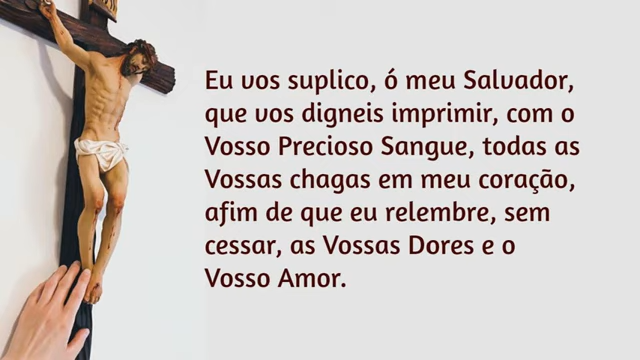 Eu vos suplico, ó meu Salvador,
que vos digneis imprimir, com o
Vosso Precioso Sangue, todas as
Vossas chagas em meu coração,
afim de que eu relembre, sem
cessar, as Vossas Dores e o
Vosso Amor.